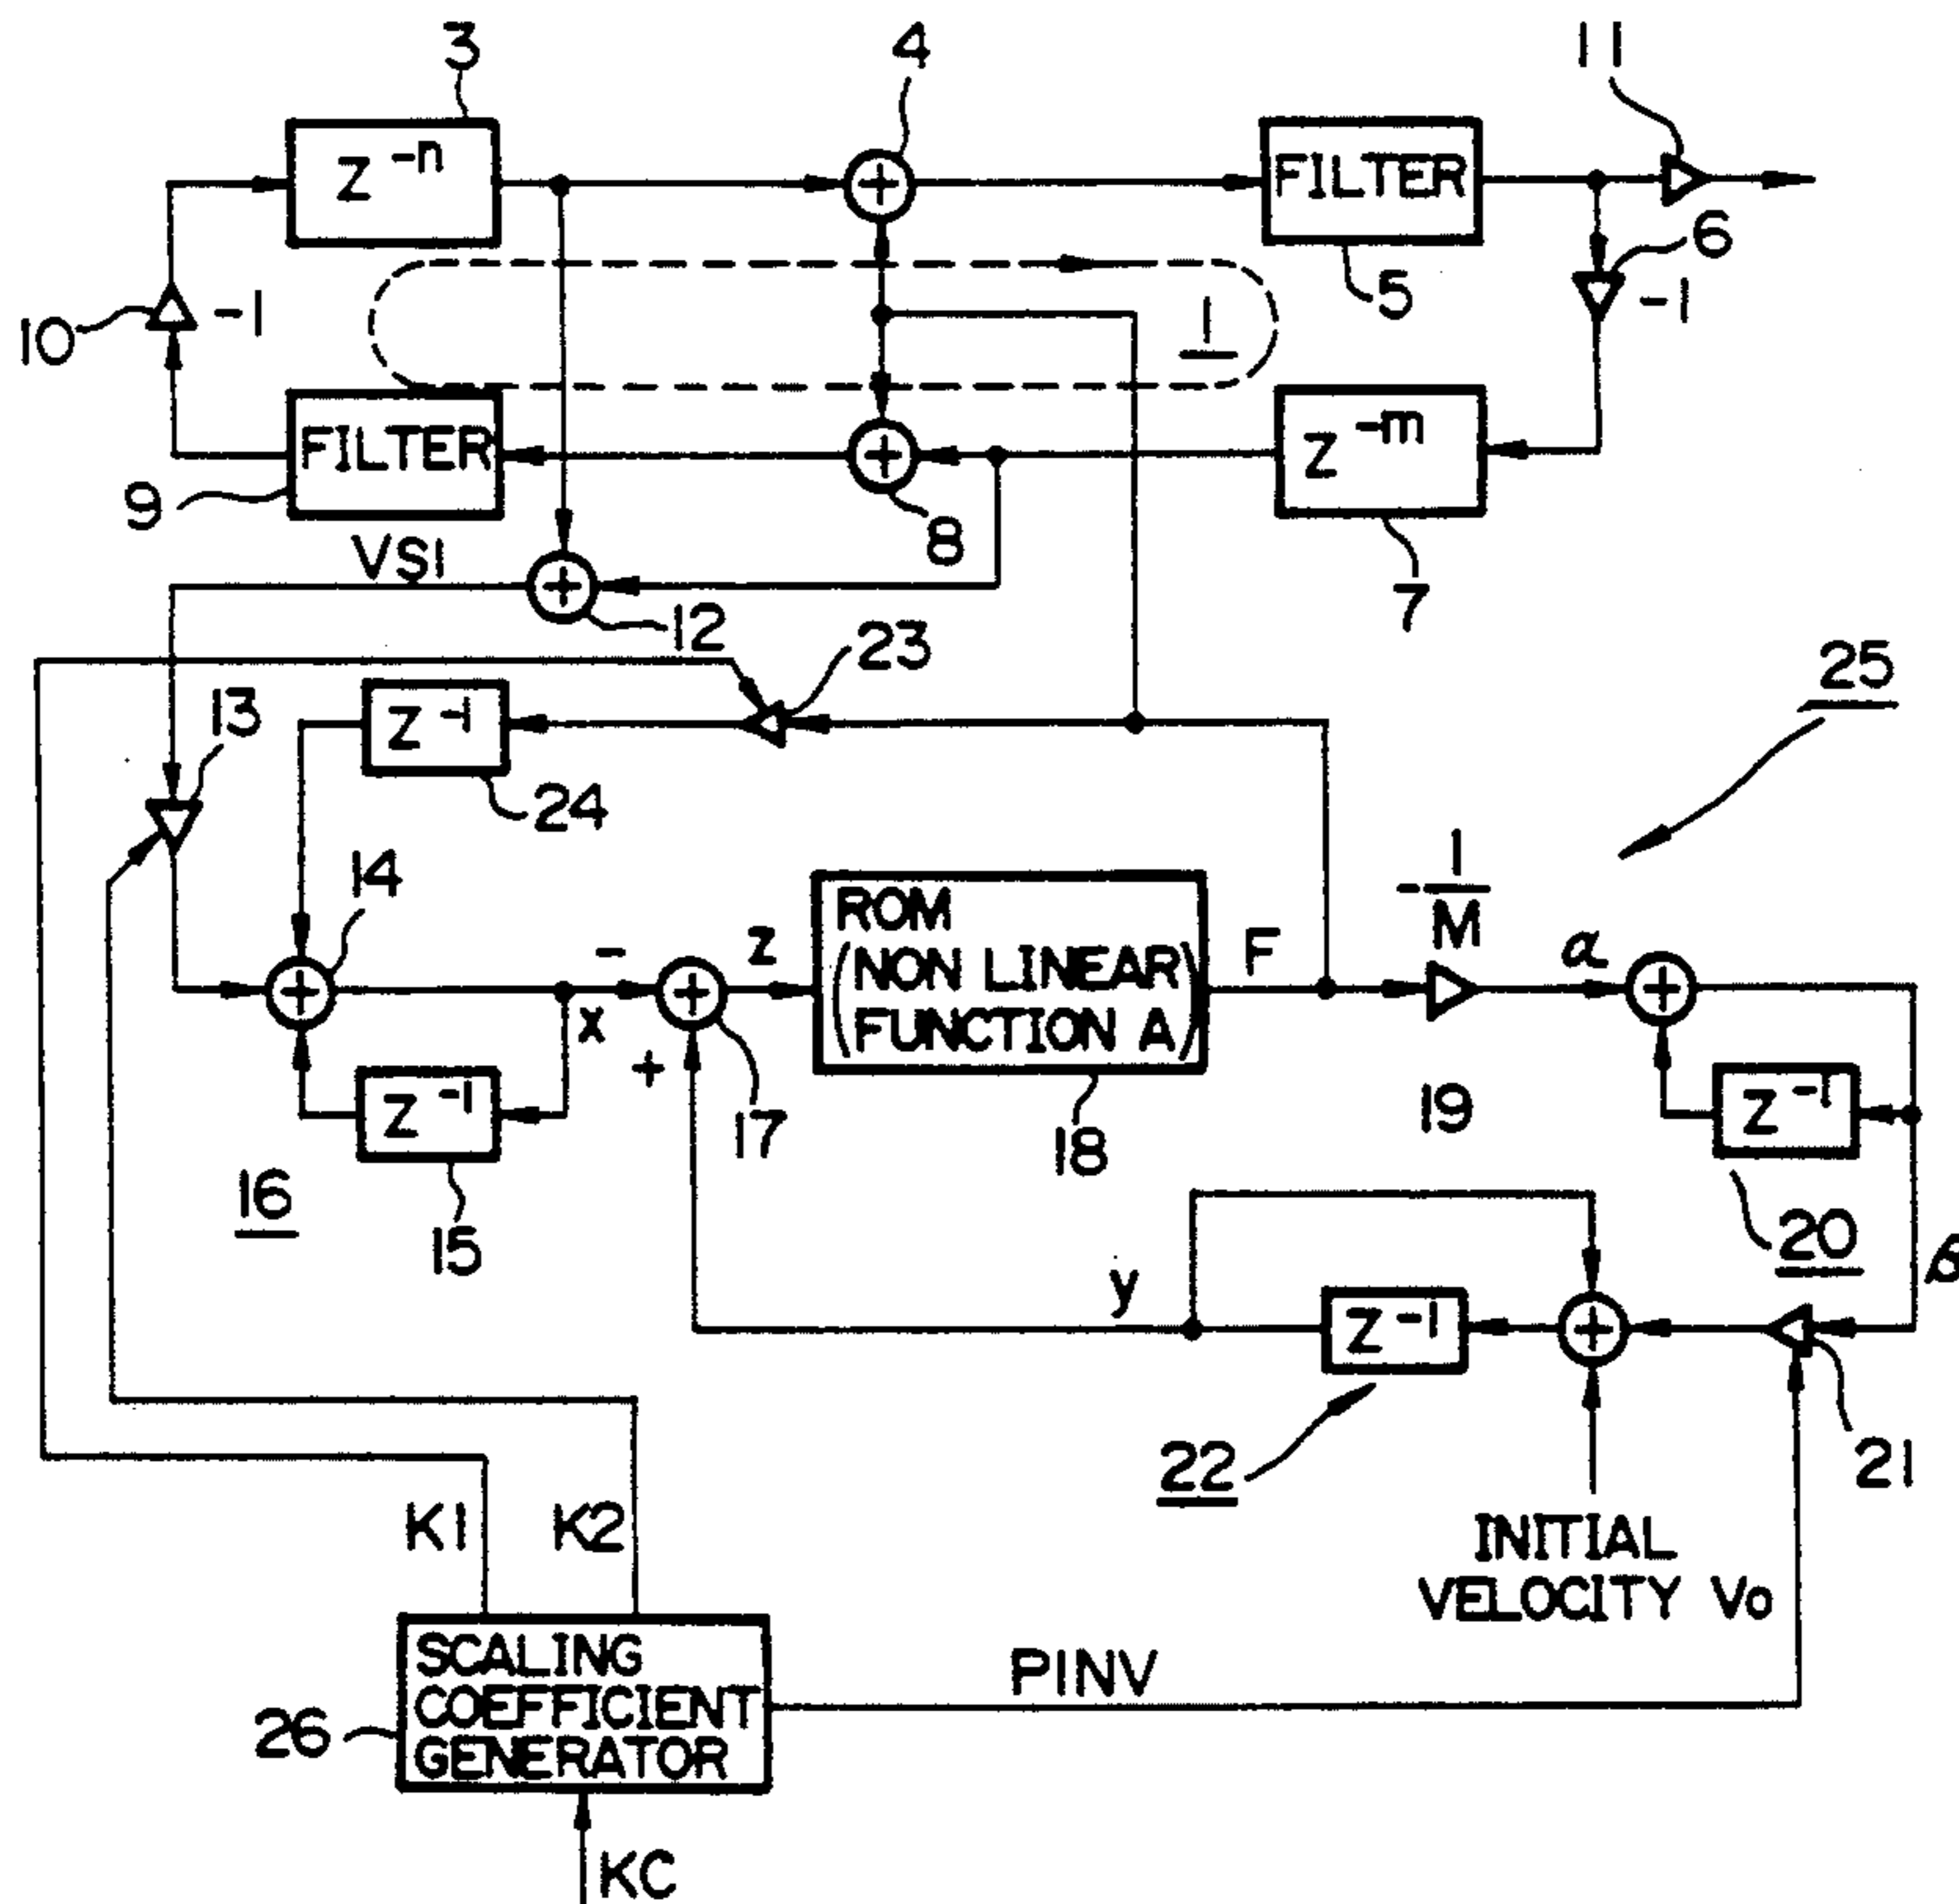 3
4
11
Z⁻ⁿ
FILTER
6
5
-1
10
-1
1
FILTER
Z⁻ᵐ
9
8
7
VS1
12
23
25
13
Z⁻¹
24
14
ROM
(NON LINEAR
FUNCTION A)
F
-1/M
α
-
z
x
+
Z⁻¹
17
18
19
Z⁻¹
16
15
20
β
y
Z⁻¹
22
21
K1
K2
INITIAL
VELOCITY Vo
SCALING
COEFFICIENT
GENERATOR
PINV
26
KC